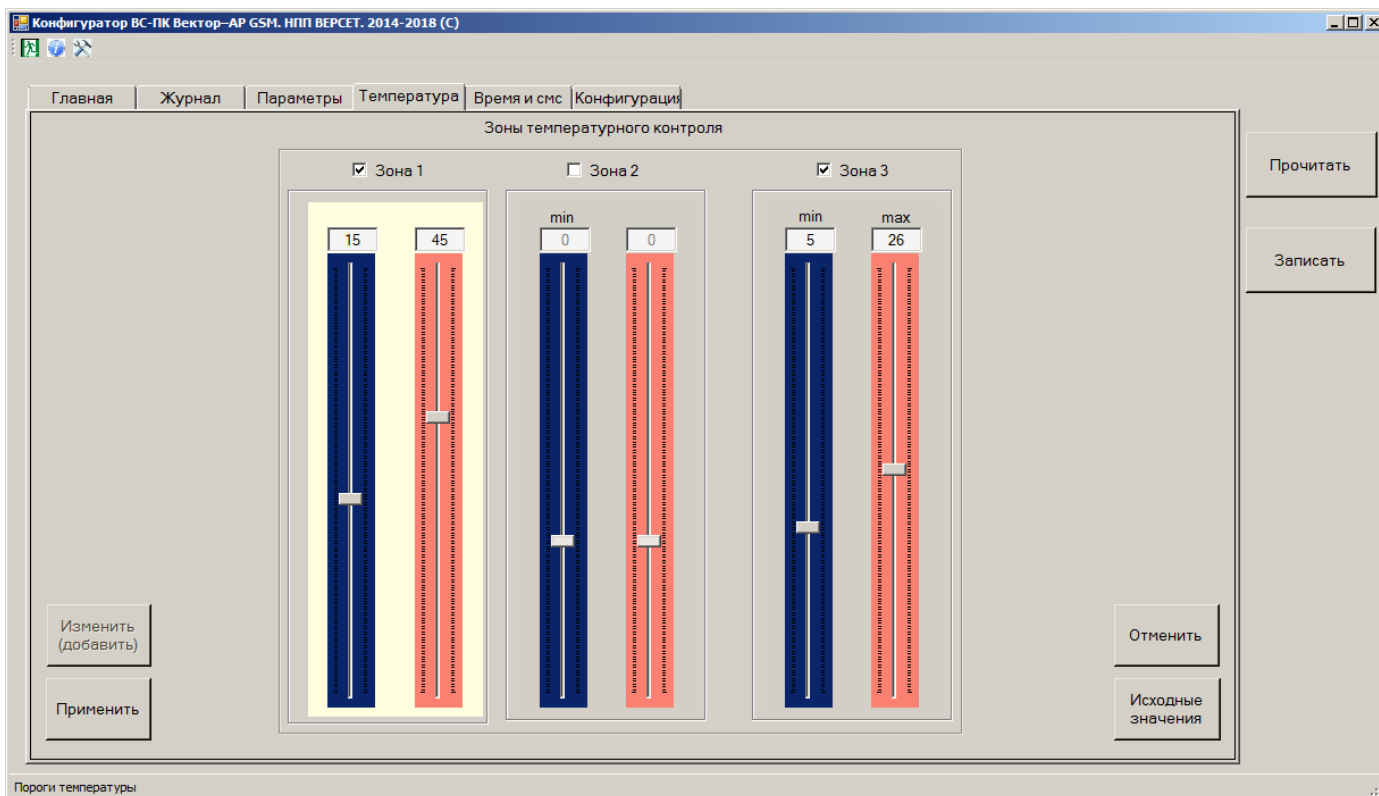 Конфигуратор ВС-ПК Вектор–АР GSM. НПП ВЕРСЕТ. 2014-2018 (С)
Главная Журнал Параметры Температура Время и смс Конфигурация
Зоны температурного контроля
Зона 1 Зона 2 Зона 3
min min max
15 45 0 0 5 26
Прочитать
Записать
Изменить
(добавить)
Применить
Отменить
Исходные
значения
Пороги температуры